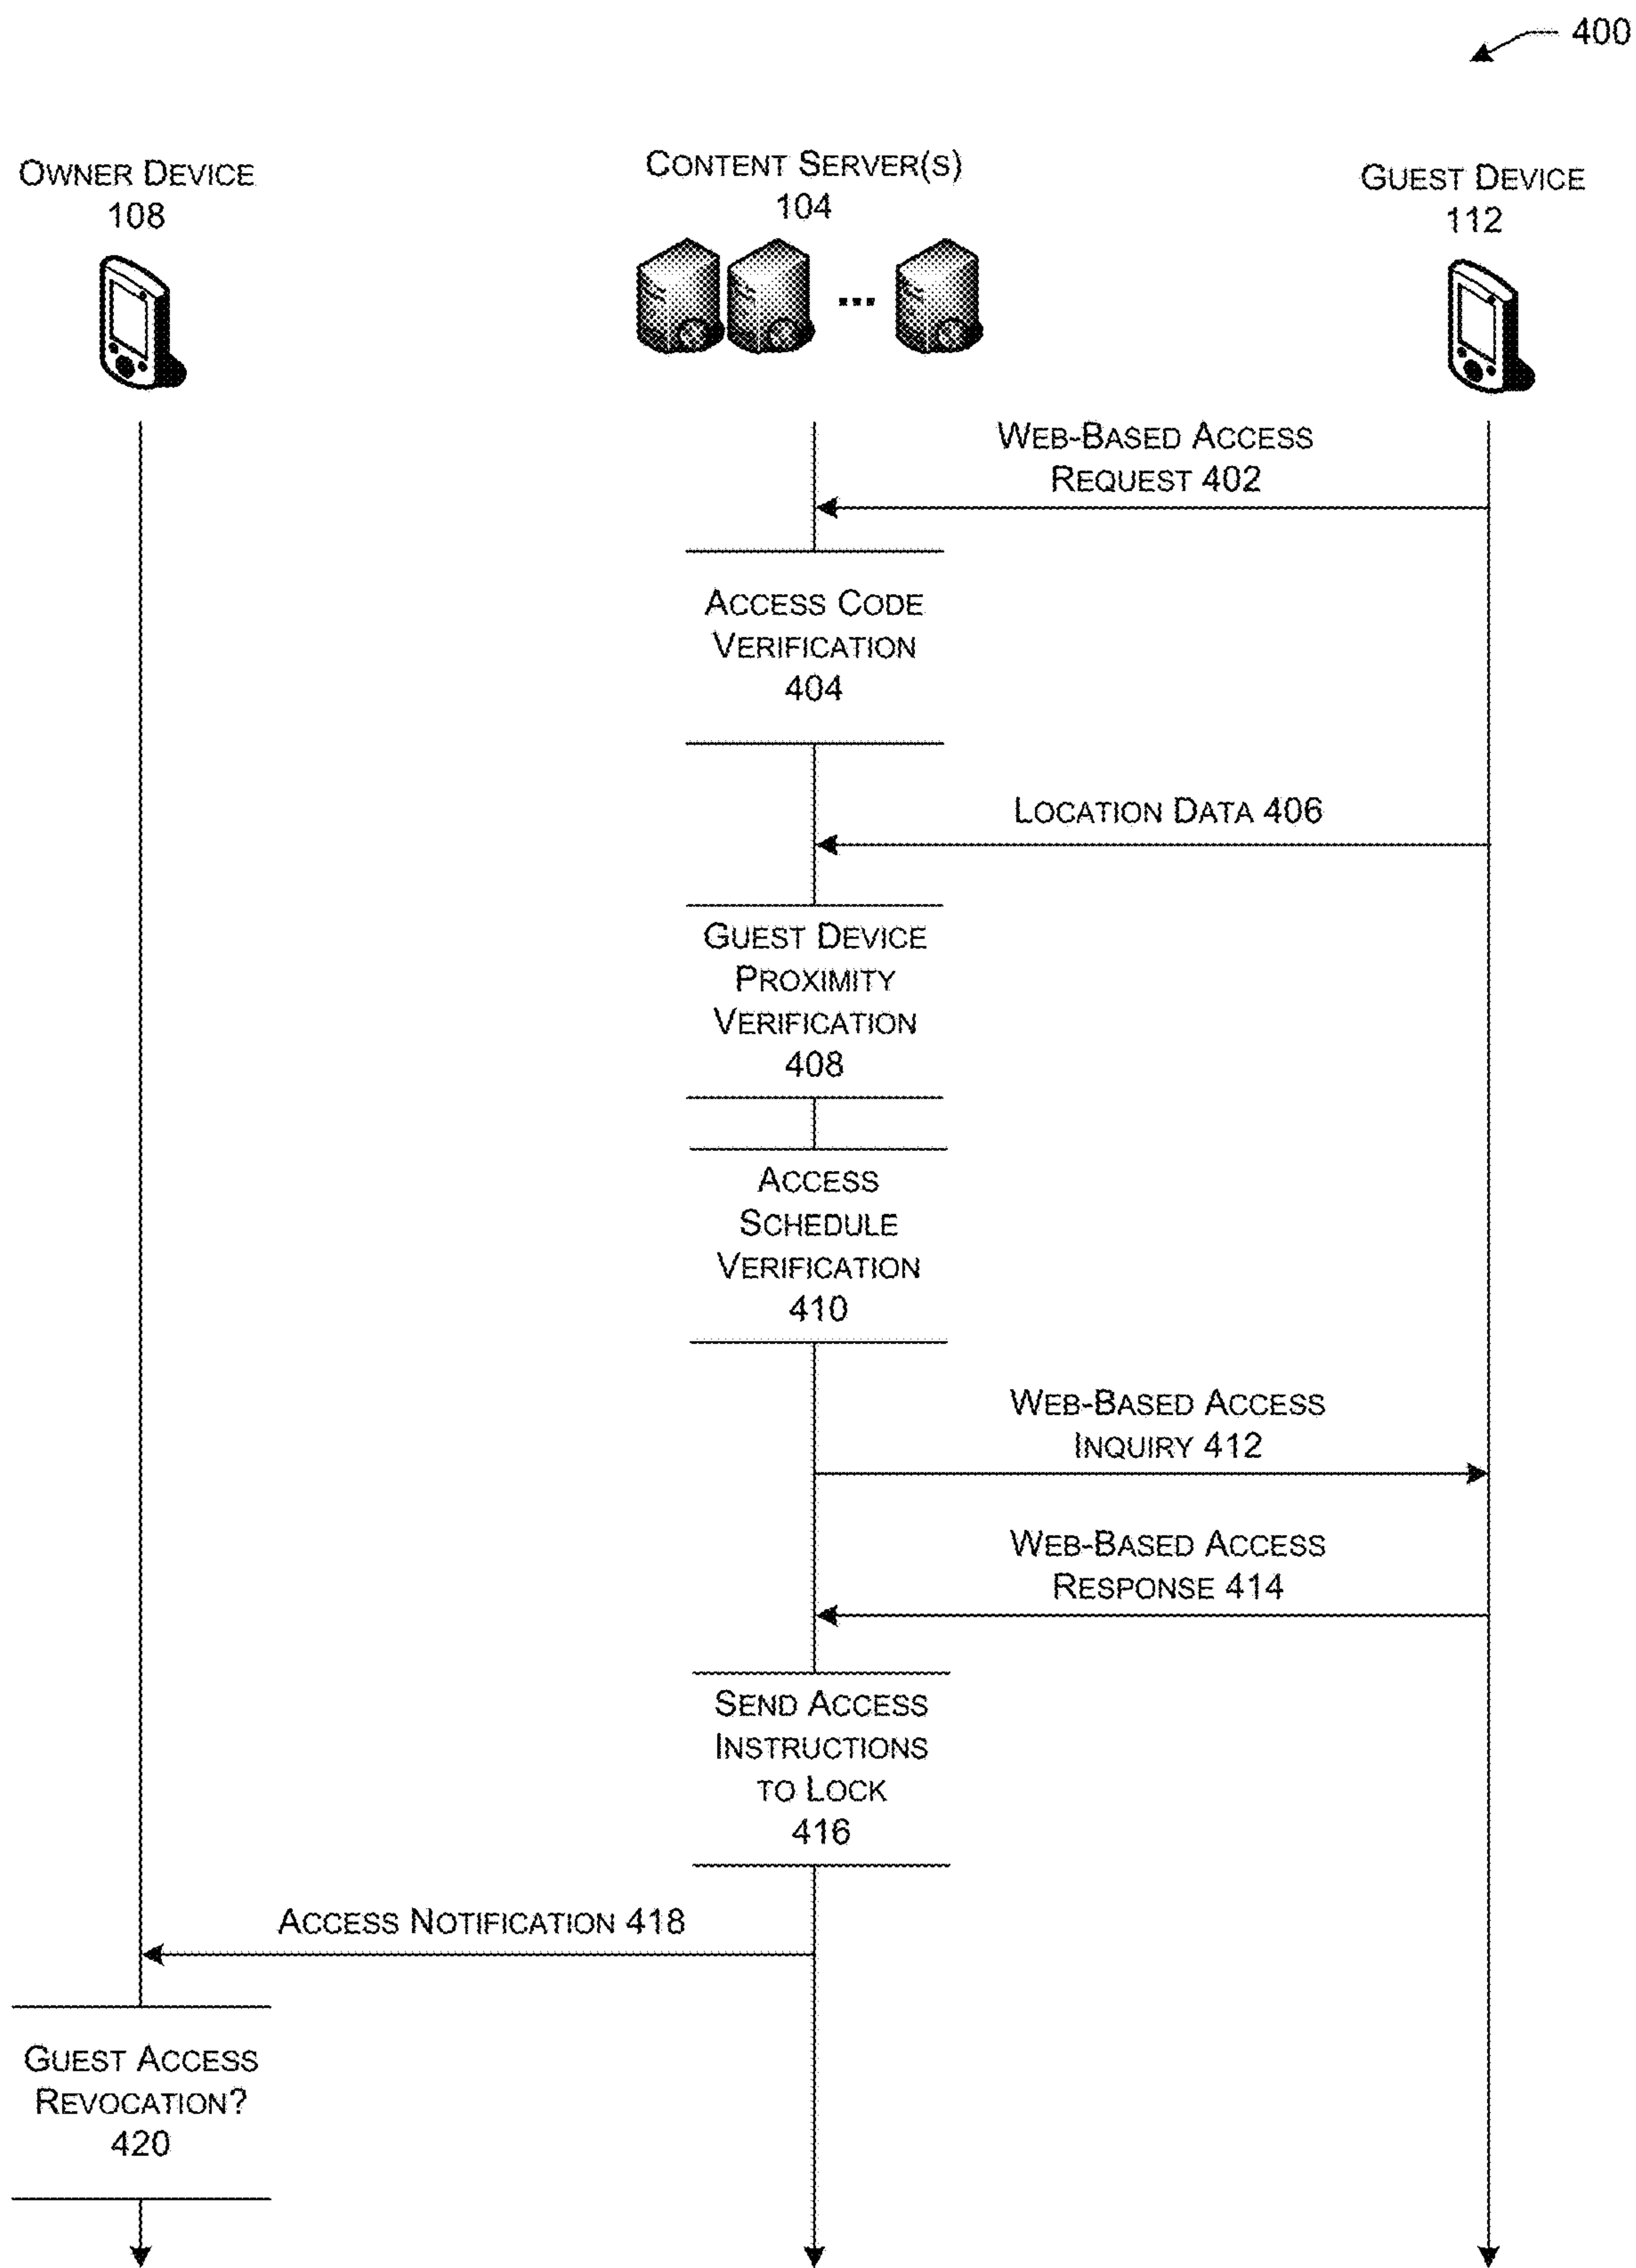 400
OWNER DEVICE
108
CONTENT SERVER(S)
104
GUEST DEVICE
112
...
WEB-BASED ACCESS
REQUEST 402
ACCESS CODE
VERIFICATION
404
LOCATION DATA 406
GUEST DEVICE
PROXIMITY
VERIFICATION
408
ACCESS
SCHEDULE
VERIFICATION
410
WEB-BASED ACCESS
INQUIRY 412
WEB-BASED ACCESS
RESPONSE 414
SEND ACCESS
INSTRUCTIONS
TO LOCK
416
ACCESS NOTIFICATION 418
GUEST ACCESS
REVOCATION?
420